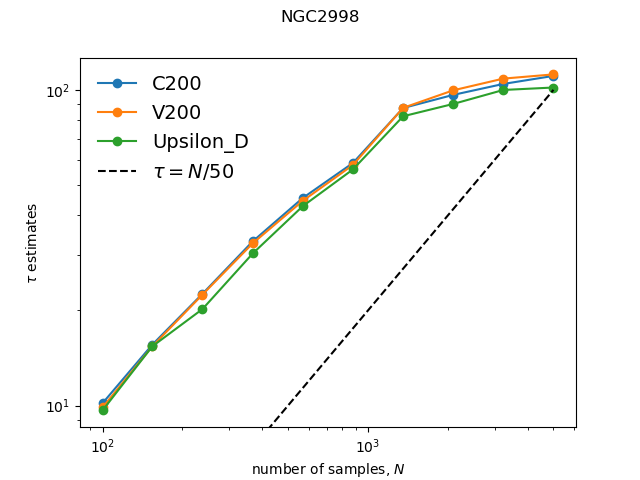 NGC2998
C200
V200
Upsilon_D
τ = N/50
10²
10¹
τ estimates
10²
10³
number of samples, N